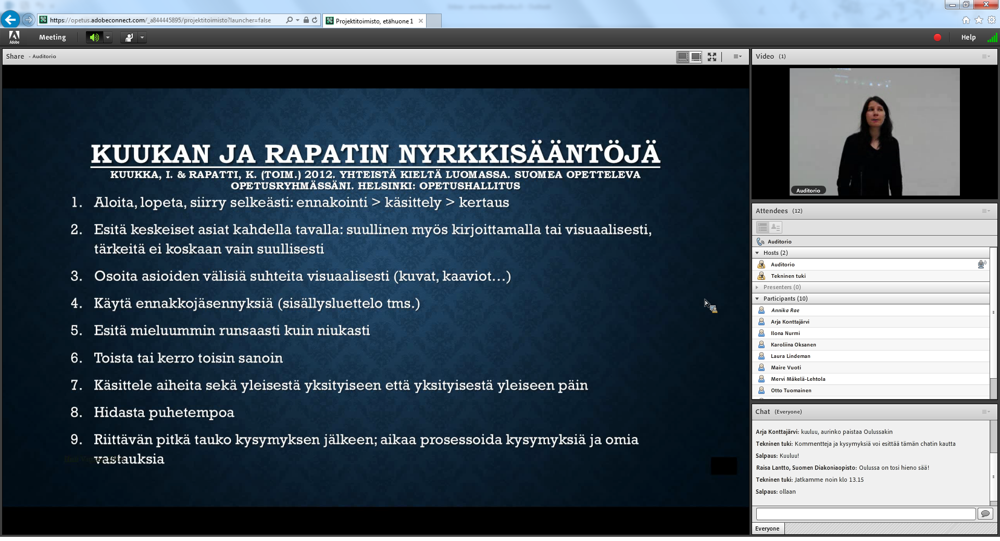 https://opetus.adobeconnect.com/_a844445895/projektitoimisto?launcher=false
Projektitoimisto, etähuone 1
Adobe
Meeting
Help
Share - Auditorio
KUUKAN JA RAPATIN NYRKKISÄÄNTÖJÄ
KUUKKA, I. & RAPATTI, K. (TOIM.) 2012. YHTEISTÄ KIELTÄ LUOMASSA. SUOMEA OPETTELEVA
OPETUSRYHMÄSSÄNI. HELSINKI: OPETUSHALLITUS
1. Aloita, lopeta, siirry selkeästi: ennakointi > käsittely > kertaus
2. Esitä keskeiset asiat kahdella tavalla: suullinen myös kirjoittamalla tai visuaalisesti,
tärkeitä ei koskaan vain suullisesti
3. Osoita asioiden välisiä suhteita visuaalisesti (kuvat, kaaviot…)
4. Käytä ennakkojäsennyksiä (sisällysluettelo tms.)
5. Esitä mieluummin runsaasti kuin niukasti
6. Toista tai kerro toisin sanoin
7. Käsittele aiheita sekä yleisestä yksityiseen että yksityisestä yleiseen päin
8. Hidasta puhetempoa
9. Riittävän pitkä tauko kysymyksen jälkeen; aikaa prosessoida kysymyksiä ja omia
vastauksia
Video (1)
Auditorio
Attendees (12)
Auditorio
Hosts (2)
Auditorio
Tekninen tuki
Presenters (0)
Participants (10)
Annika Rae
Arja Konttajärvi
Ilona Nurmi
Karoliina Oksanen
Laura Lindeman
Maire Vuoti
Mervi Mäkelä-Lehtola
Otto Tuomainen
Chat (Everyone)
Arja Konttajärvi: kuuluu, aurinko paistaa Oulussakin
Tekninen tuki: Kommentteja ja kysymyksiä voi esittää tämän chatin kautta
Salpaus: Kuuluu!
Raisa Lantto, Suomen Diakoniaopisto: Oulussa on tosi hieno sää!
Tekninen tuki: Jatkamme noin klo 13.15
Salpaus: ollaan
Everyone